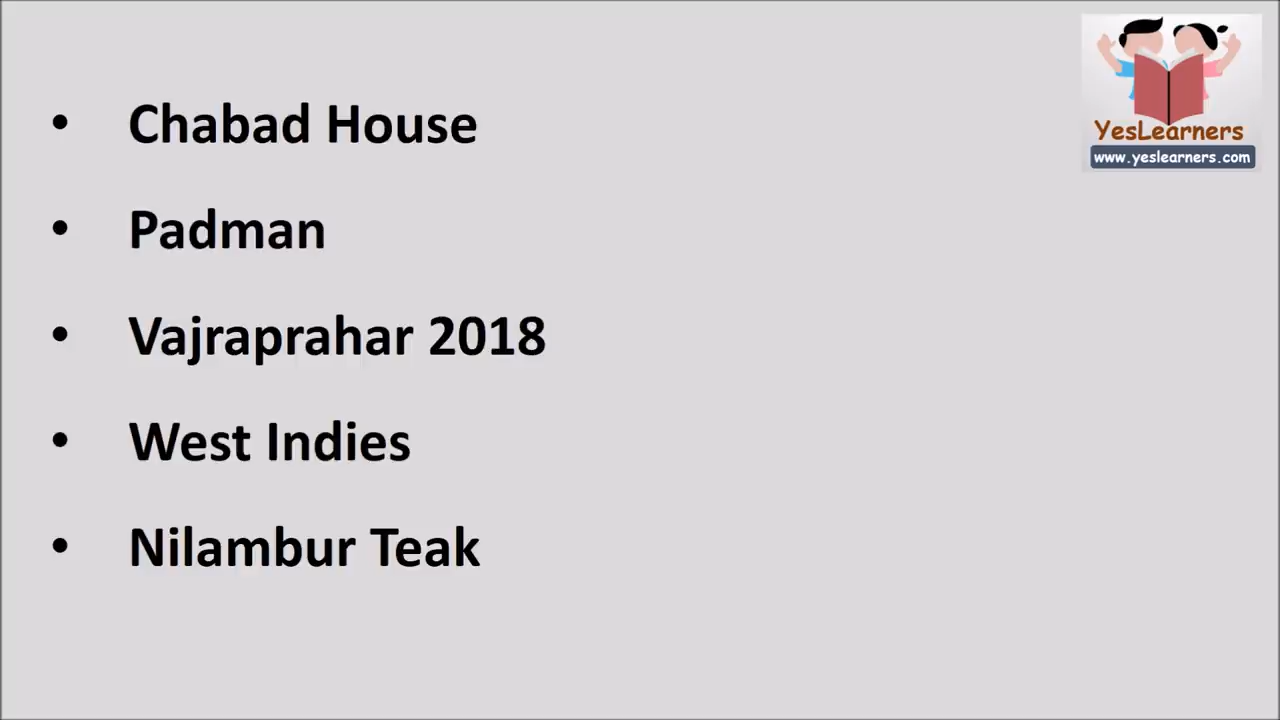 • Chabad House
• Padman
• Vajraprahar 2018
• West Indies
• Nilambur Teak
YesLearners
www.yeslearners.com